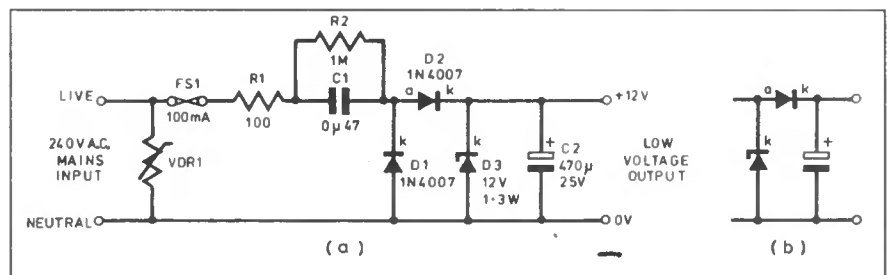 R2
1M
C1
0µ47
D2
1N4007
LIVE
FS1
100mA
R1
100
a
k
+12V
240V A.C.
MAINS
INPUT
VDR1
k
D1
1N4007
k
D3
12V
1·3W
+
C2
470µ
25V
LOW
VOLTAGE
OUTPUT
a
k
k
+
NEUTRAL
0V
(a)
(b)